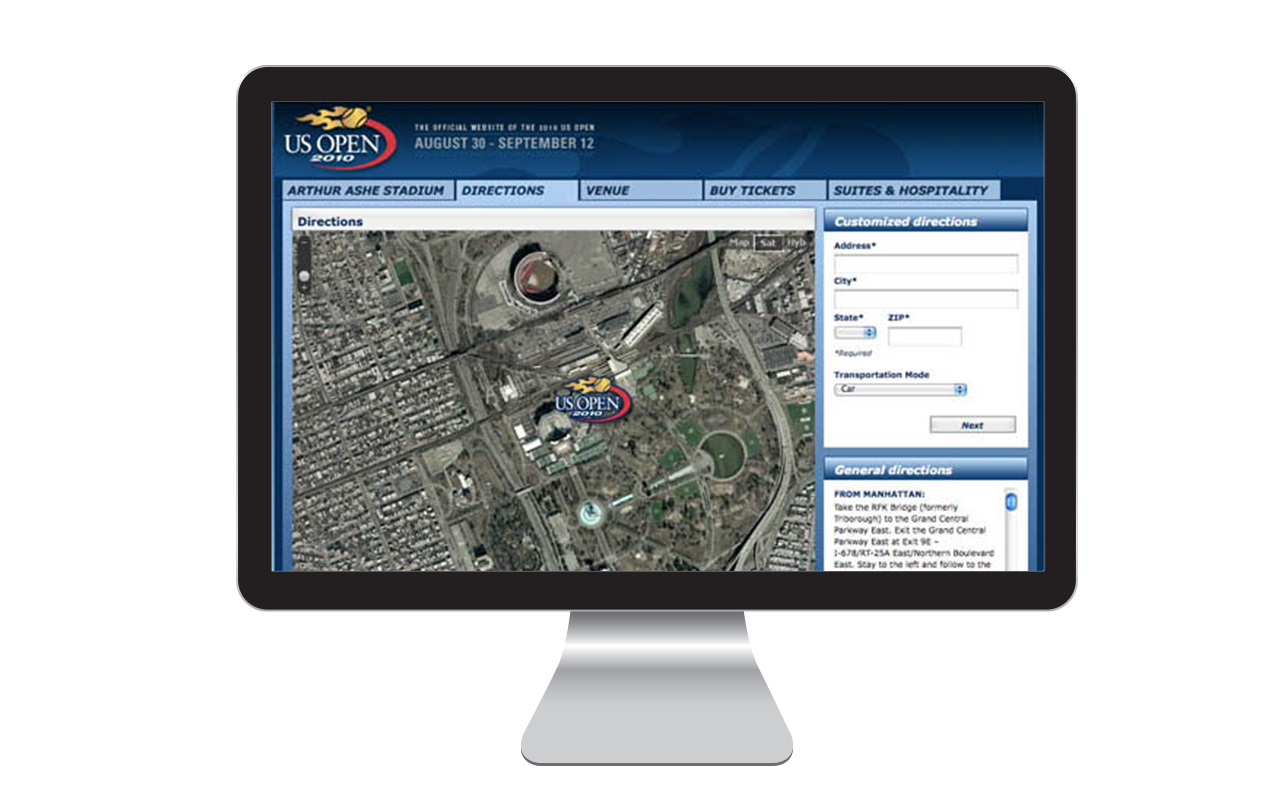 US OPEN
2010
THE OFFICIAL WEBSITE OF THE 2010 US OPEN
AUGUST 30 - SEPTEMBER 12
ARTHUR ASHE STADIUM
DIRECTIONS
VENUE
BUY TICKETS
SUITES & HOSPITALITY
Directions
Map
Sat
Hyb
US OPEN
2010
Customized directions
Address*
City*
State*
ZIP*
*Required
Transportation Mode
Car
Next
General directions
FROM MANHATTAN:
Take the RFK Bridge (formerly
Triborough) to the Grand Central
Parkway East. Exit the Grand Central
Parkway East at Exit 9E –
I-678/RT-25A East/Northern Boulevard
East. Stay to the left and follow to the